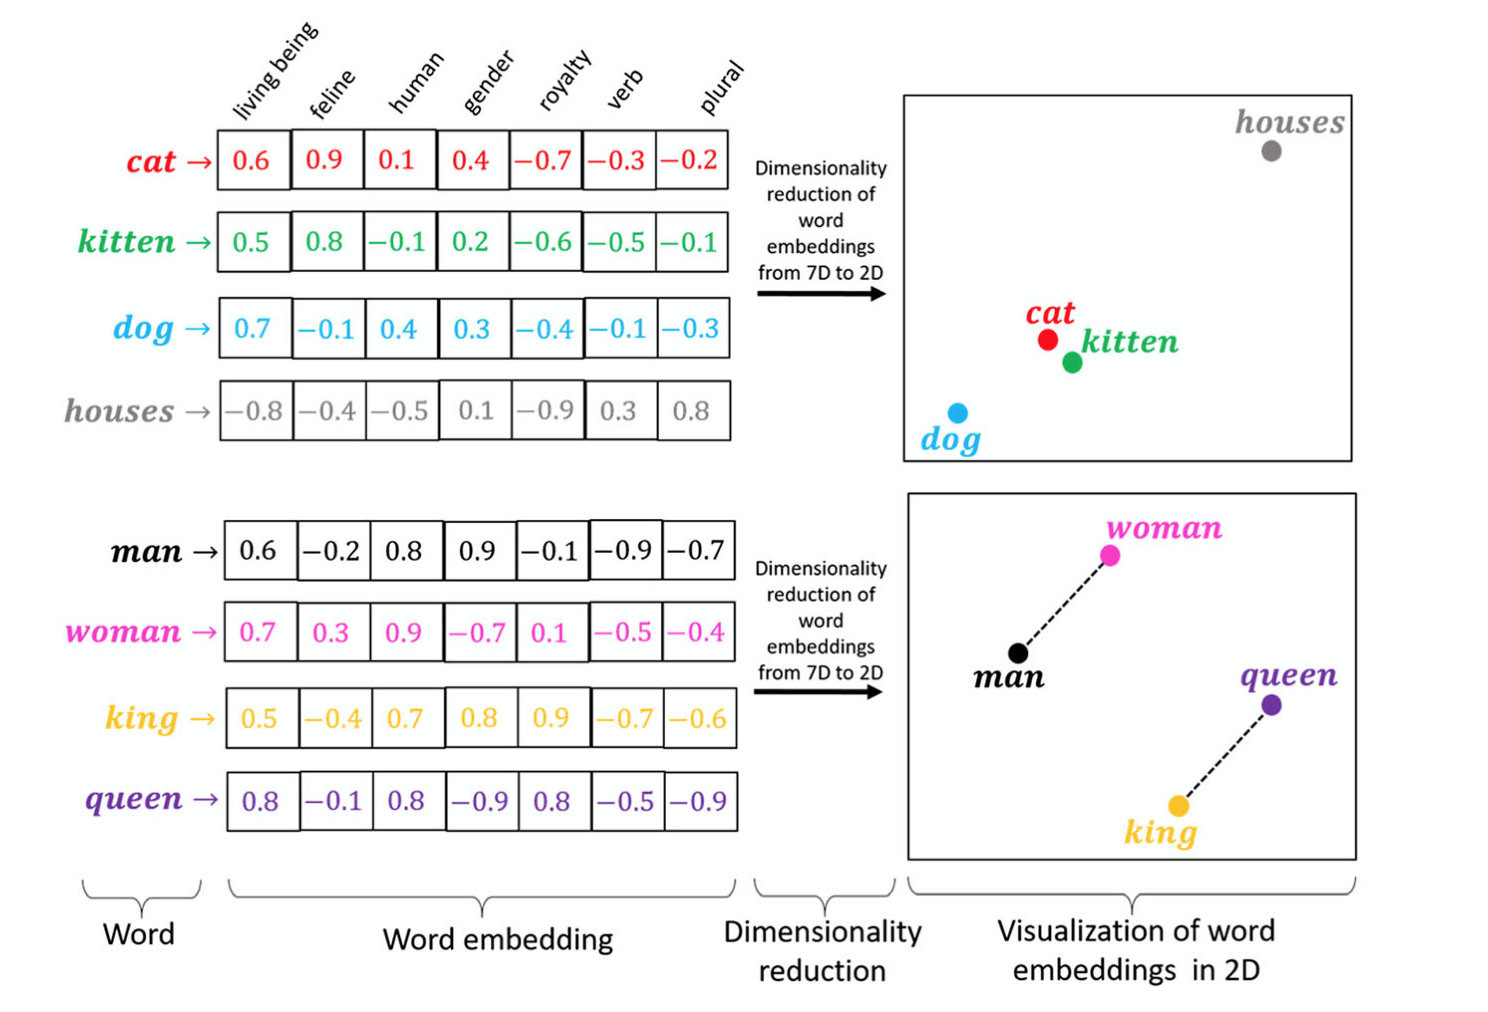 living being feline human gender royalty verb plural
cat → 0.6 0.9 0.1 0.4 −0.7 −0.3 −0.2
kitten → 0.5 0.8 −0.1 0.2 −0.6 −0.5 −0.1
dog → 0.7 −0.1 0.4 0.3 −0.4 −0.1 −0.3
houses → −0.8 −0.4 −0.5 0.1 −0.9 0.3 0.8
Dimensionality
reduction of
word
embeddings
from 7D to 2D
houses
cat
kitten
dog
man → 0.6 −0.2 0.8 0.9 −0.1 −0.9 −0.7
woman → 0.7 0.3 0.9 −0.7 0.1 −0.5 −0.4
king → 0.5 −0.4 0.7 0.8 0.9 −0.7 −0.6
queen → 0.8 −0.1 0.8 −0.9 0.8 −0.5 −0.9
Dimensionality
reduction of
word
embeddings
from 7D to 2D
woman
man
queen
king
Word
Word embedding
Dimensionality
reduction
Visualization of word
embeddings in 2D